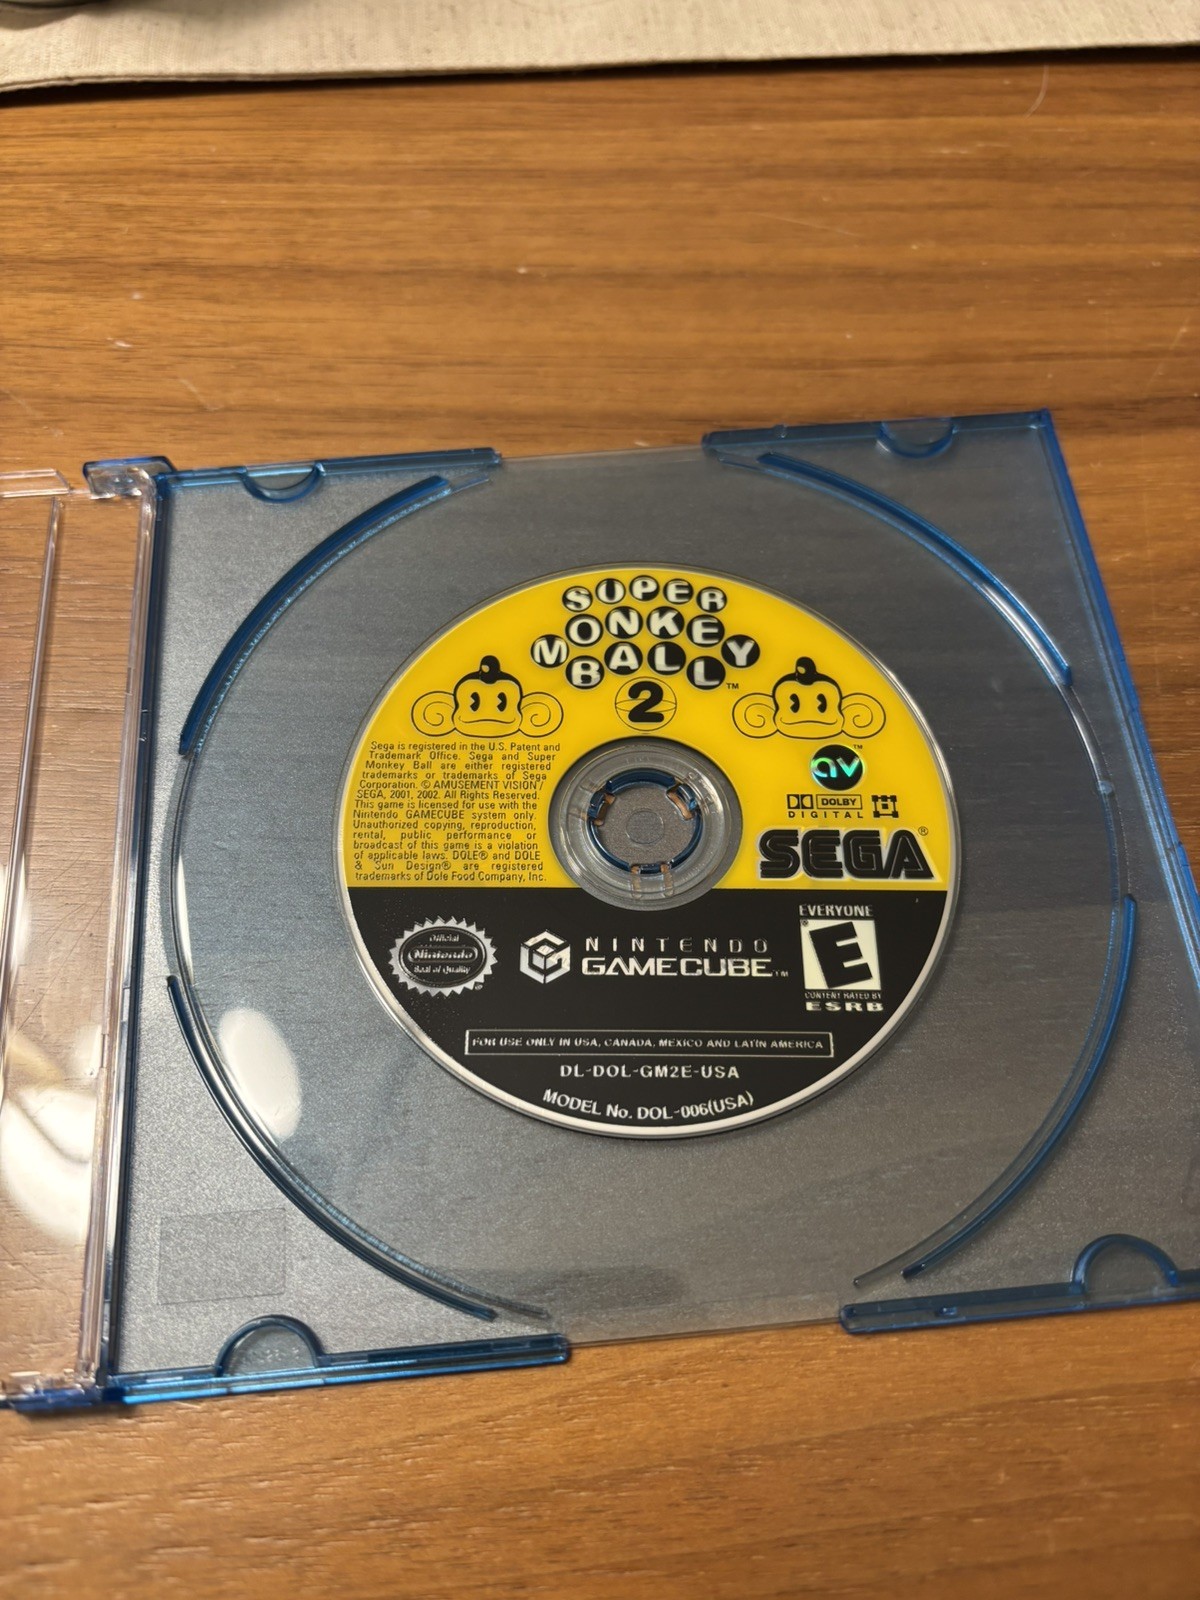 SUPER
MONKEY
BALL™
2
Sega is registered in the U.S. Patent and
Trademark Office. Sega and Super
Monkey Ball are either registered
trademarks or trademarks of Sega
Corporation. © AMUSEMENT VISION /
SEGA, 2001, 2002. All Rights Reserved.
This game is licensed for use with the
Nintendo GAMECUBE system only.
Unauthorized copying, reproduction,
rental, public performance or
broadcast of this game is a violation
of applicable laws. DOLE® and DOLE
& Sun Design® are registered
trademarks of Dole Food Company, Inc.
av™
DOLBY
DIGITAL
SEGA®
Official
Nintendo
Seal of Quality
®
NINTENDO
GAMECUBE™
EVERYONE
E
®
CONTENT RATED BY
ESRB
FOR USE ONLY IN USA, CANADA, MEXICO AND LATIN AMERICA
DL-DOL-GM2E-USA
MODEL No. DOL-006(USA)